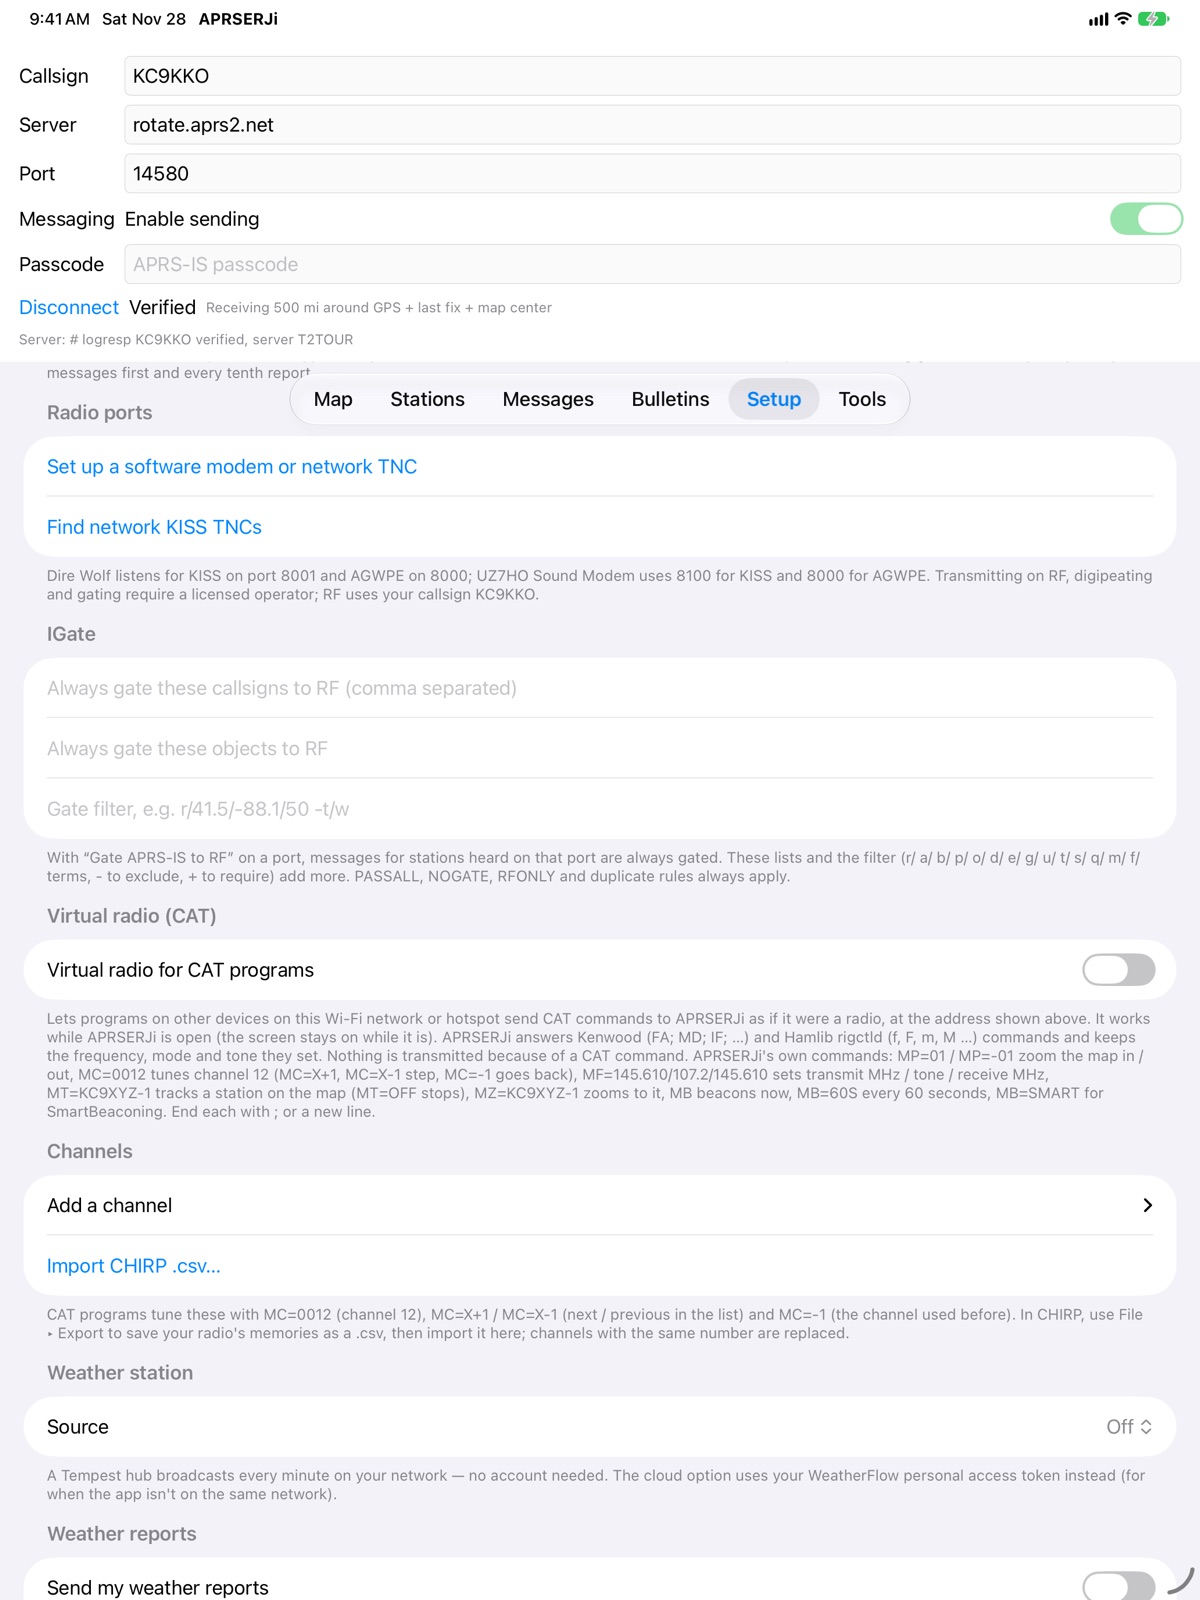 9:41 AM Sat Nov 28 APRSERJi
Callsign KC9KKO
Server rotate.aprs2.net
Port 14580
Messaging Enable sending
Passcode APRS-IS passcode
Disconnect Verified Receiving 500 mi around GPS + last fix + map center
Server: # logresp KC9KKO verified, server T2TOUR
messages first and every tenth report
Map Stations Messages Bulletins Setup Tools
Radio ports
Set up a software modem or network TNC
Find network KISS TNCs
Dire Wolf listens for KISS on port 8001 and AGWPE on 8000; UZ7HO Sound Modem uses 8100 for KISS and 8000 for AGWPE. Transmitting on RF, digipeating
and gating require a licensed operator; RF uses your callsign KC9KKO.
IGate
Always gate these callsigns to RF (comma separated)
Always gate these objects to RF
Gate filter, e.g. r/41.5/-88.1/50 -t/w
With “Gate APRS-IS to RF” on a port, messages for stations heard on that port are always gated. These lists and the filter (r/ a/ b/ p/ o/ d/ e/ g/ u/ t/ s/ q/ m/ f/
terms, - to exclude, + to require) add more. PASSALL, NOGATE, RFONLY and duplicate rules always apply.
Virtual radio (CAT)
Virtual radio for CAT programs
Lets programs on other devices on this Wi-Fi network or hotspot send CAT commands to APRSERJi as if it were a radio, at the address shown above. It works
while APRSERJi is open (the screen stays on while it is). APRSERJi answers Kenwood (FA; MD; IF; ...) and Hamlib rigctld (f, F, m, M ...) commands and keeps
the frequency, mode and tone they set. Nothing is transmitted because of a CAT command. APRSERJi's own commands: MP=01 / MP=-01 zoom the map in /
out, MC=0012 tunes channel 12 (MC=X+1, MC=X-1 step, MC=-1 goes back), MF=145.610/107.2/145.610 sets transmit MHz / tone / receive MHz,
MT=KC9XYZ-1 tracks a station on the map (MT=OFF stops), MZ=KC9XYZ-1 zooms to it, MB beacons now, MB=60S every 60 seconds, MB=SMART for
SmartBeaconing. End each with ; or a new line.
Channels
Add a channel
Import CHIRP .csv...
CAT programs tune these with MC=0012 (channel 12), MC=X+1 / MC=X-1 (next / previous in the list) and MC=-1 (the channel used before). In CHIRP, use File
▸ Export to save your radio's memories as a .csv, then import it here; channels with the same number are replaced.
Weather station
Source Off
A Tempest hub broadcasts every minute on your network — no account needed. The cloud option uses your WeatherFlow personal access token instead (for
when the app isn't on the same network).
Weather reports
Send my weather reports